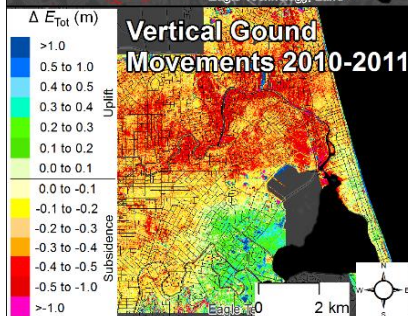 Δ E_Tot (m)
Vertical Gound
Movements 2010-2011
>1.0
0.5 to 1.0
0.4 to 0.5
0.3 to 0.4
0.2 to 0.3
0.1 to 0.2
0.0 to 0.1
0.0 to -0.1
-0.1 to -0.2
-0.2 to -0.3
-0.3 to -0.4
-0.4 to -0.5
-0.5 to -1.0
>-1.0
Uplift
Subsidence
0 2 km
N
W E
S